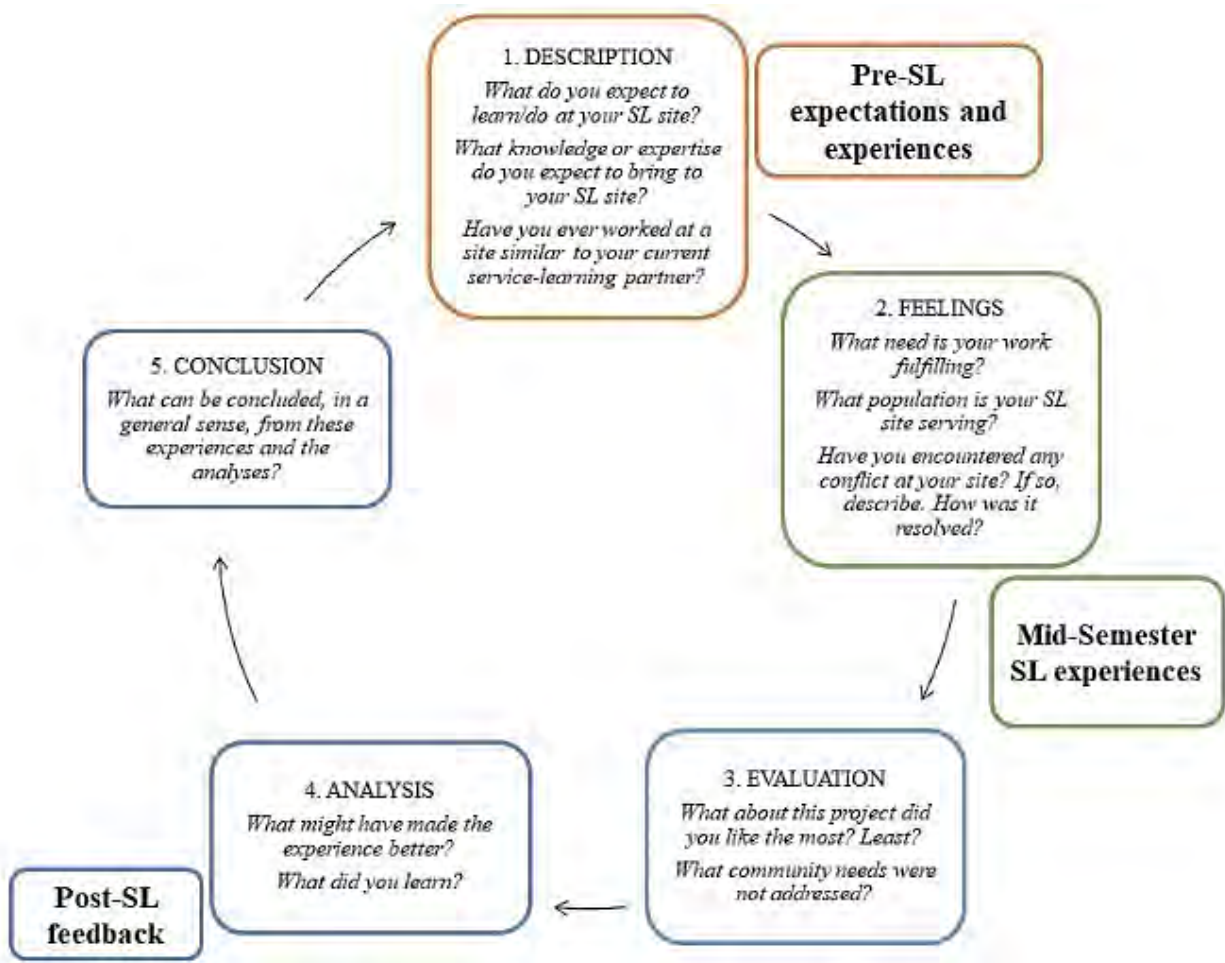 1. DESCRIPTION
What do you expect to
learn/do at your SL site?
What knowledge or expertise
do you expect to bring to
your SL site?
Have you ever worked at a
site similar to your current
service-learning partner?
Pre-SL
expectations and
experiences
2. FEELINGS
What need is your work
fulfilling?
What population is your SL
site serving?
Have you encountered any
conflict at your site? If so,
describe. How was it
resolved?
Mid-Semester
SL experiences
3. EVALUATION
What about this project did
you like the most? Least?
What community needs were
not addressed?
4. ANALYSIS
What might have made the
experience better?
What did you learn?
Post-SL
feedback
5. CONCLUSION
What can be concluded, in a
general sense, from these
experiences and the
analyses?